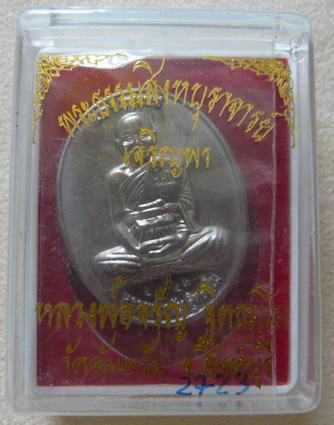 พระธรรมสิงหบุราจารย์
เจริญพร
หลวงพ่อจรัญ ฐิตธมฺโม
วัดอัมพวัน จ.สิงห์บุรี
2723